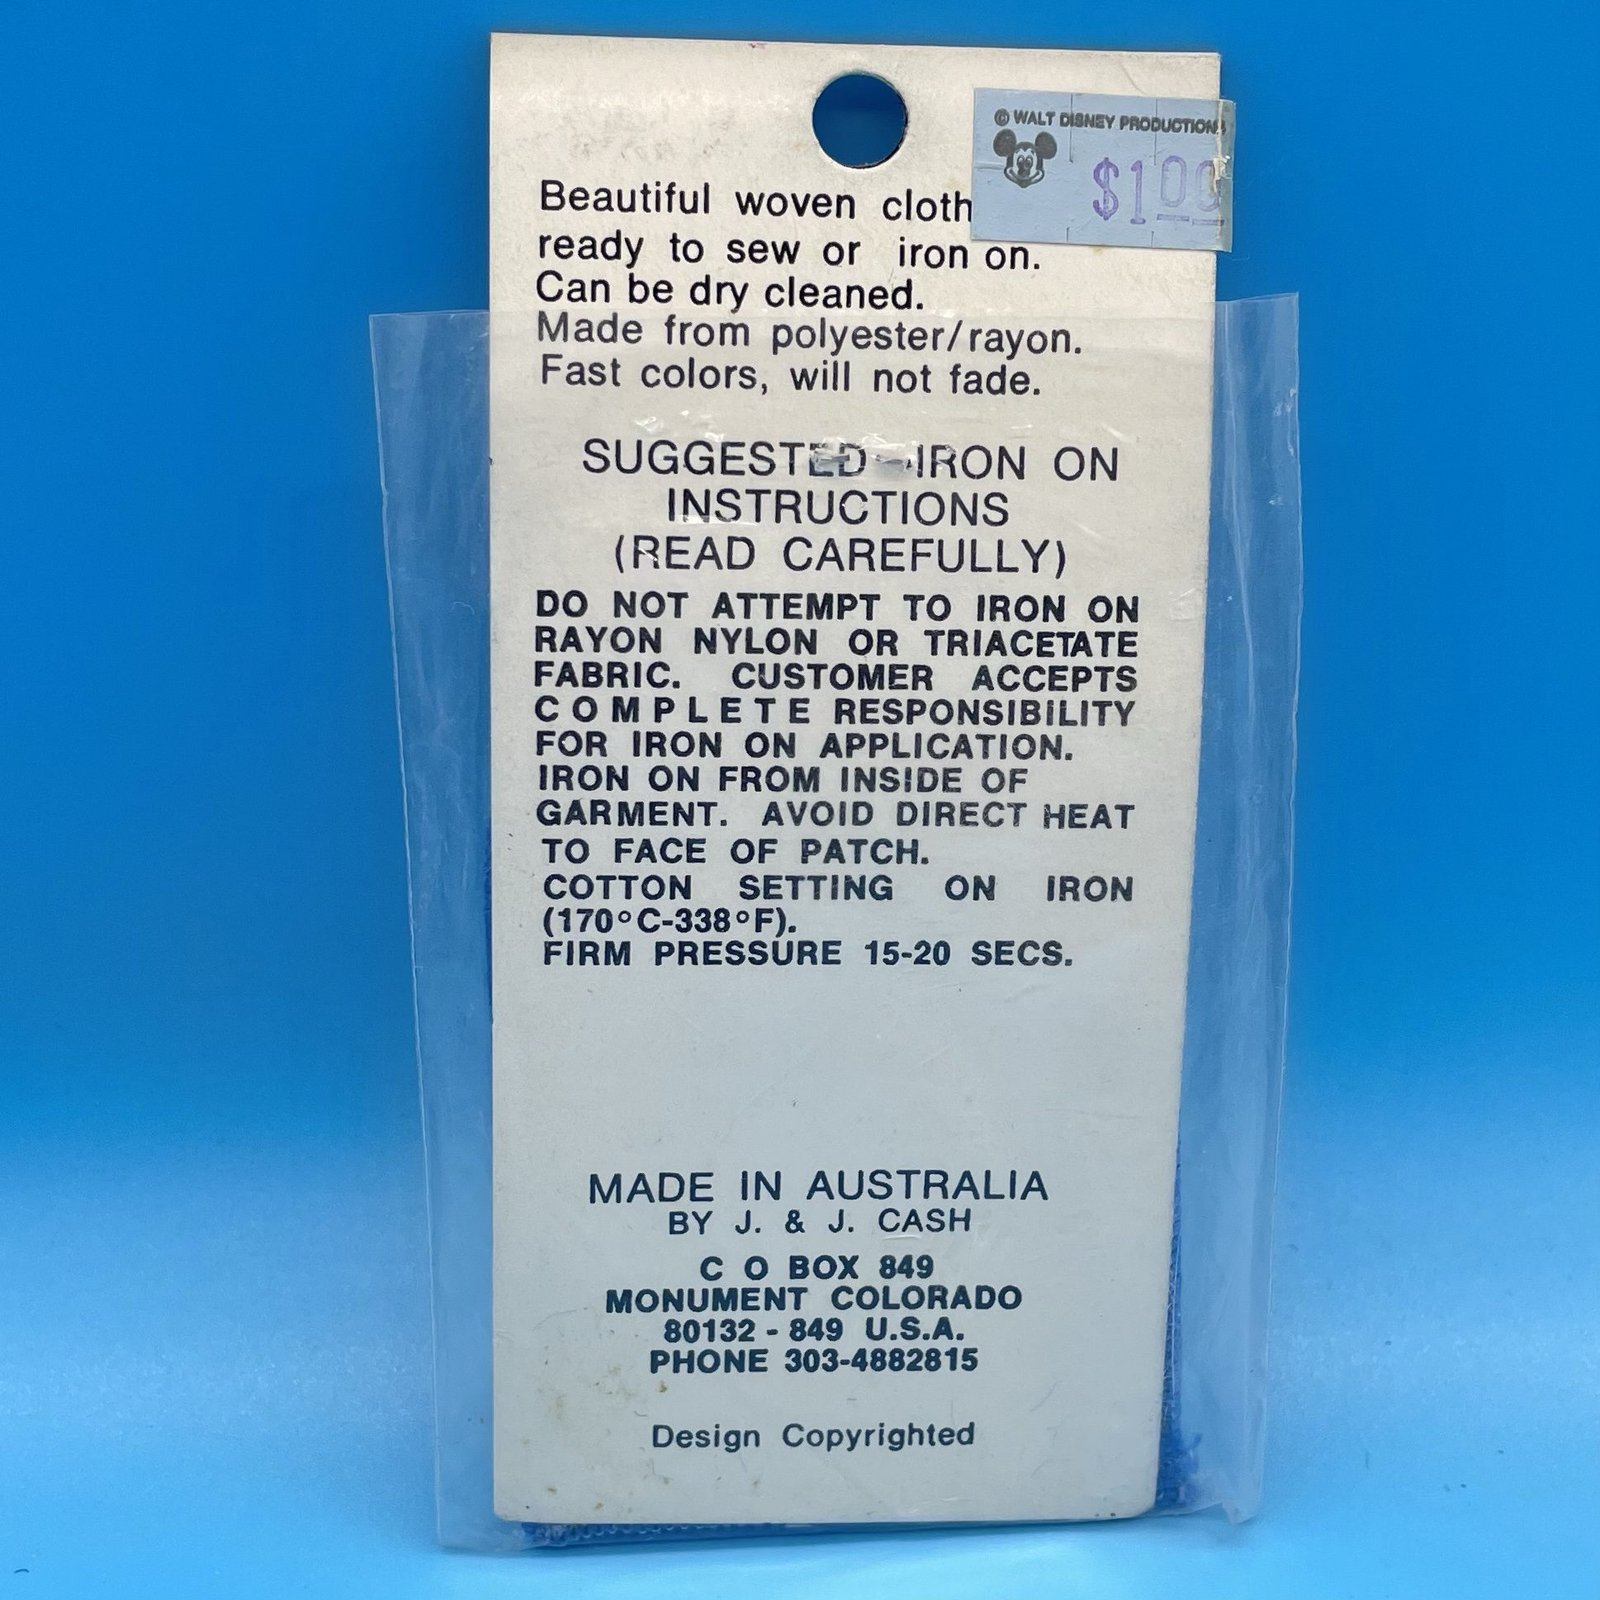 © WALT DISNEY PRODUCTIONS
$1.00
Beautiful woven cloth
ready to sew or iron on.
Can be dry cleaned.
Made from polyester/rayon.
Fast colors, will not fade.
SUGGESTED IRON ON
INSTRUCTIONS
(READ CAREFULLY)
DO NOT ATTEMPT TO IRON ON
RAYON NYLON OR TRIACETATE
FABRIC. CUSTOMER ACCEPTS
COMPLETE RESPONSIBILITY
FOR IRON ON APPLICATION.
IRON ON FROM INSIDE OF
GARMENT. AVOID DIRECT HEAT
TO FACE OF PATCH.
COTTON SETTING ON IRON
(170°C-338°F).
FIRM PRESSURE 15-20 SECS.
MADE IN AUSTRALIA
BY J. & J. CASH
C O BOX 849
MONUMENT COLORADO
80132 - 849 U.S.A.
PHONE 303-4882815
Design Copyrighted